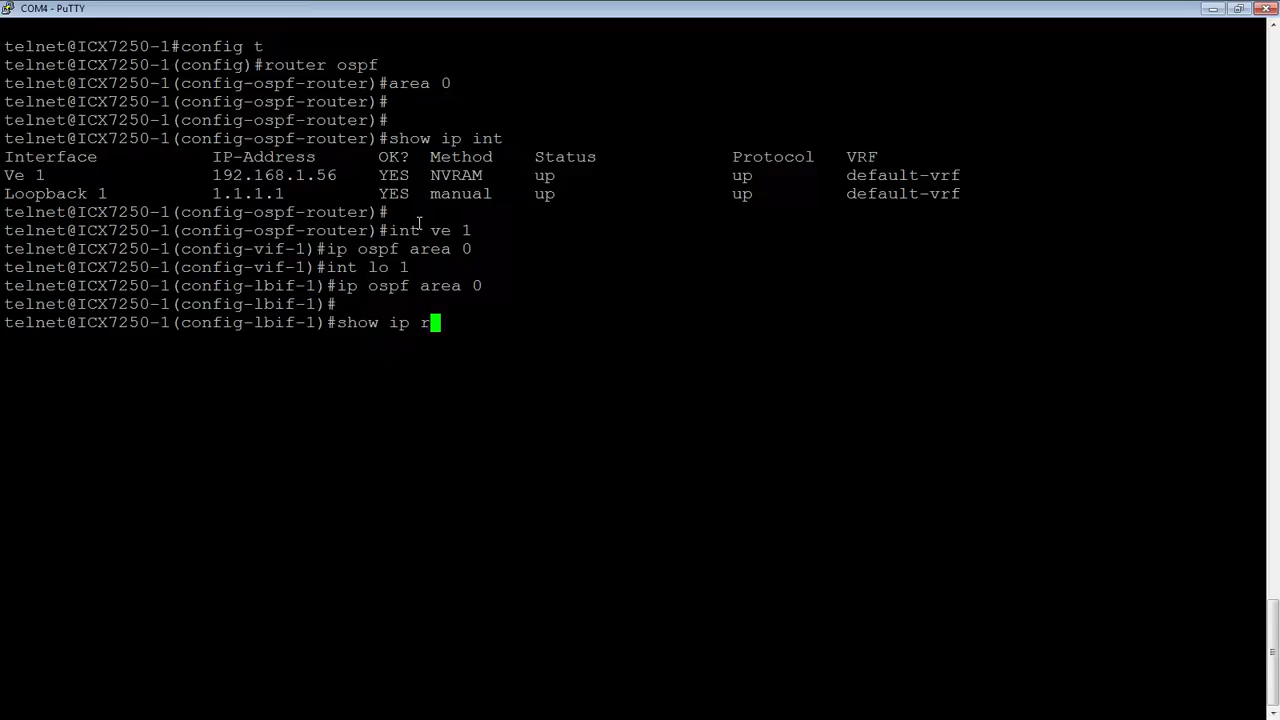 COM4 - PuTTY
telnet@ICX7250-1#config t
telnet@ICX7250-1(config)#router ospf
telnet@ICX7250-1(config-ospf-router)#area 0
telnet@ICX7250-1(config-ospf-router)#
telnet@ICX7250-1(config-ospf-router)#
telnet@ICX7250-1(config-ospf-router)#show ip int
Interface IP-Address OK? Method Status Protocol VRF
Ve 1 192.168.1.56 YES NVRAM up up default-vrf
Loopback 1 1.1.1.1 YES manual up up default-vrf
telnet@ICX7250-1(config-ospf-router)#
telnet@ICX7250-1(config-ospf-router)#int ve 1
telnet@ICX7250-1(config-vif-1)#ip ospf area 0
telnet@ICX7250-1(config-vif-1)#int lo 1
telnet@ICX7250-1(config-lbif-1)#ip ospf area 0
telnet@ICX7250-1(config-lbif-1)#
telnet@ICX7250-1(config-lbif-1)#show ip r